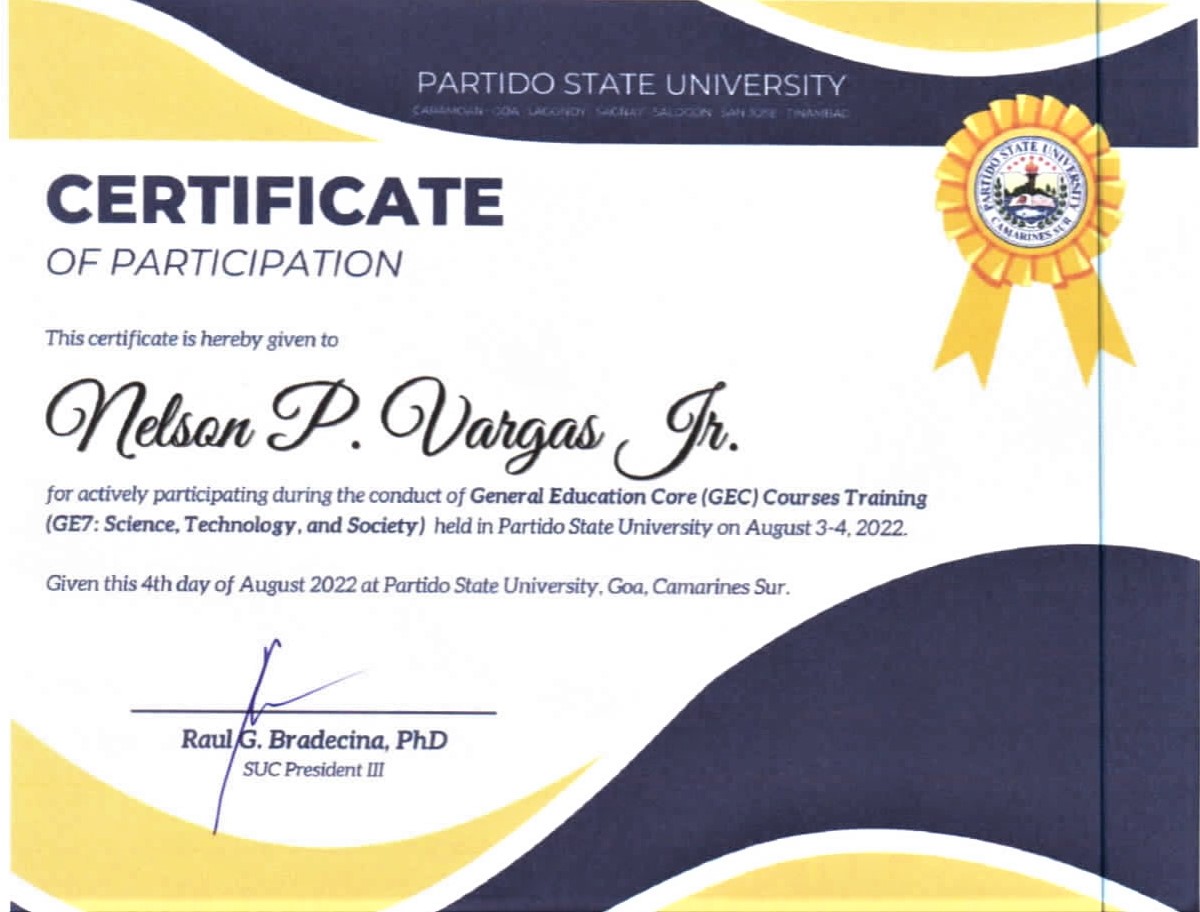 PARTIDO STATE UNIVERSITY
CARAMOAN GOA LAGONOY SAGÑAY SALOGON SAN JOSE TINAMBAC
PARTIDO STATE UNIVERSITY
CAMARINES SUR
CERTIFICATE
OF PARTICIPATION
This certificate is hereby given to
Nelson P. Vargas Jr.
for actively participating during the conduct of General Education Core (GEC) Courses Training
(GE7: Science, Technology, and Society) held in Partido State University on August 3-4, 2022.
Given this 4th day of August 2022 at Partido State University, Goa, Camarines Sur.
Raul G. Bradecina, PhD
SUC President III